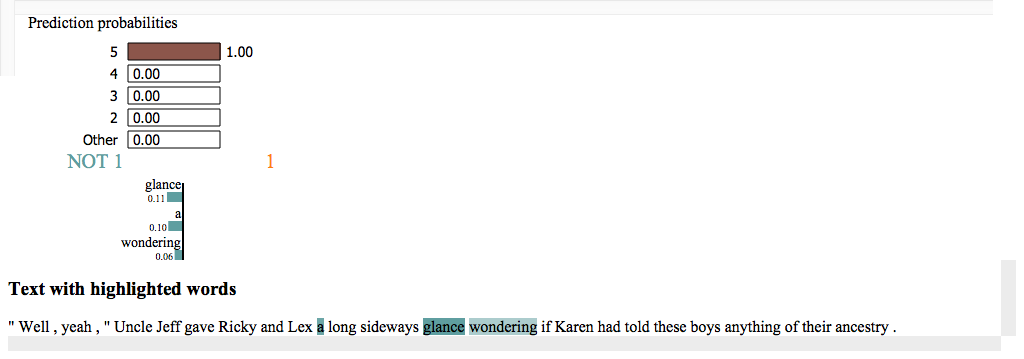 Prediction probabilities
5 1.00
4 0.00
3 0.00
2 0.00
Other 0.00
NOT 1 1
glance
0.11
a
0.10
wondering
0.06
Text with highlighted words
" Well , yeah , " Uncle Jeff gave Ricky and Lex a long sideways glance wondering if Karen had told these boys anything of their ancestry .